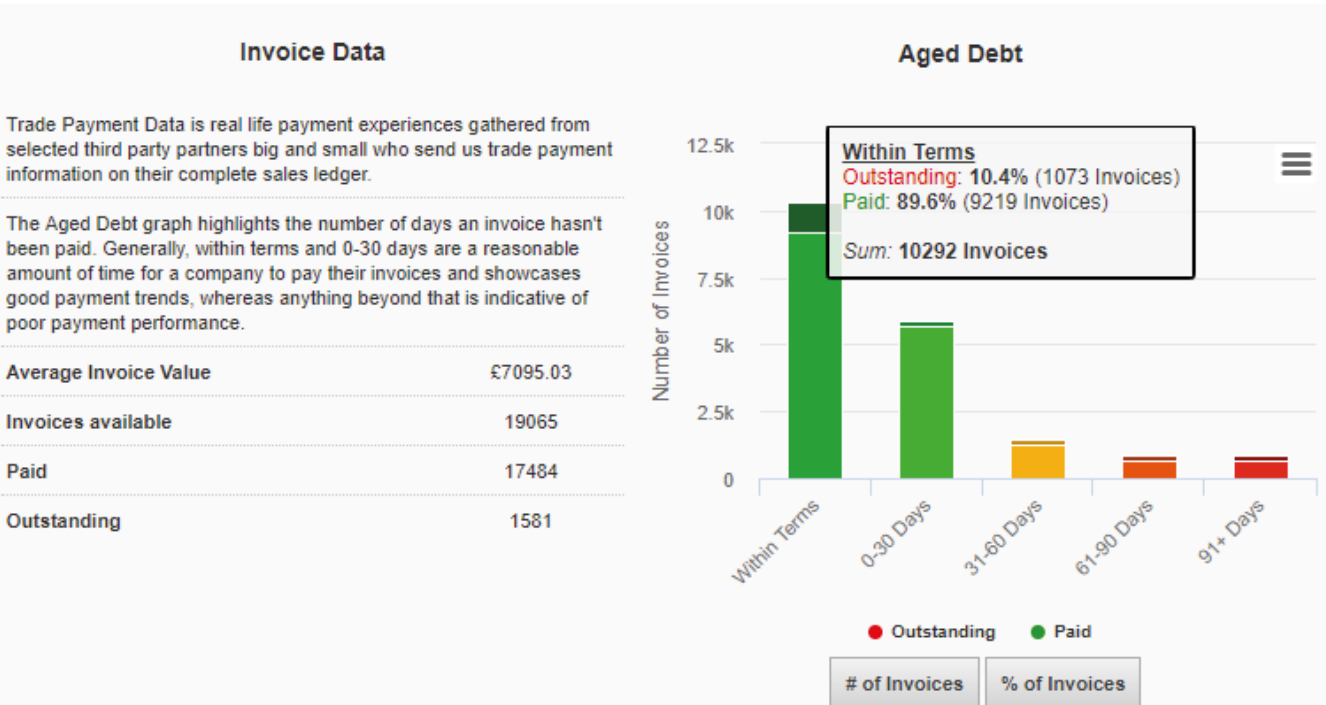 Invoice Data
Trade Payment Data is real life payment experiences gathered from
selected third party partners big and small who send us trade payment
information on their complete sales ledger.
The Aged Debt graph highlights the number of days an invoice hasn't
been paid. Generally, within terms and 0-30 days are a reasonable
amount of time for a company to pay their invoices and showcases
good payment trends, whereas anything beyond that is indicative of
poor payment performance.
Average Invoice Value £7095.03
Invoices available 19065
Paid 17484
Outstanding 1581
Aged Debt
Number of Invoices
12.5k
10k
7.5k
5k
2.5k
0
Within Terms
Outstanding: 10.4% (1073 Invoices)
Paid: 89.6% (9219 Invoices)
Sum: 10292 Invoices
Within Terms
0-30 Days
31-60 Days
61-90 Days
91+ Days
Outstanding Paid
# of Invoices % of Invoices